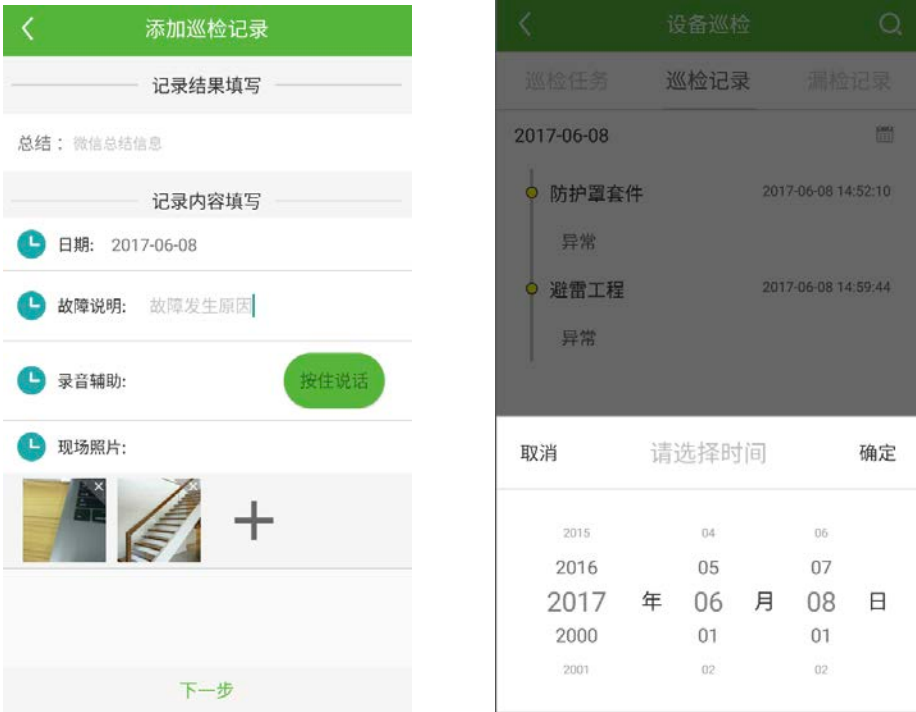 添加巡检记录
记录结果填写
总结： 微信总结信息
记录内容填写
日期: 2017-06-08
故障说明: 故障发生原因
录音辅助: 按住说话
现场照片:
下一步
设备巡检
巡检任务 巡检记录 漏检记录
2017-06-08
防护罩套件 2017-06-08 14:52:10
异常
避雷工程 2017-06-08 14:59:44
异常
取消 请选择时间 确定
2015 04 06
2016 05 07
2017 年 06 月 08 日
2000 01 01
2001 02 02